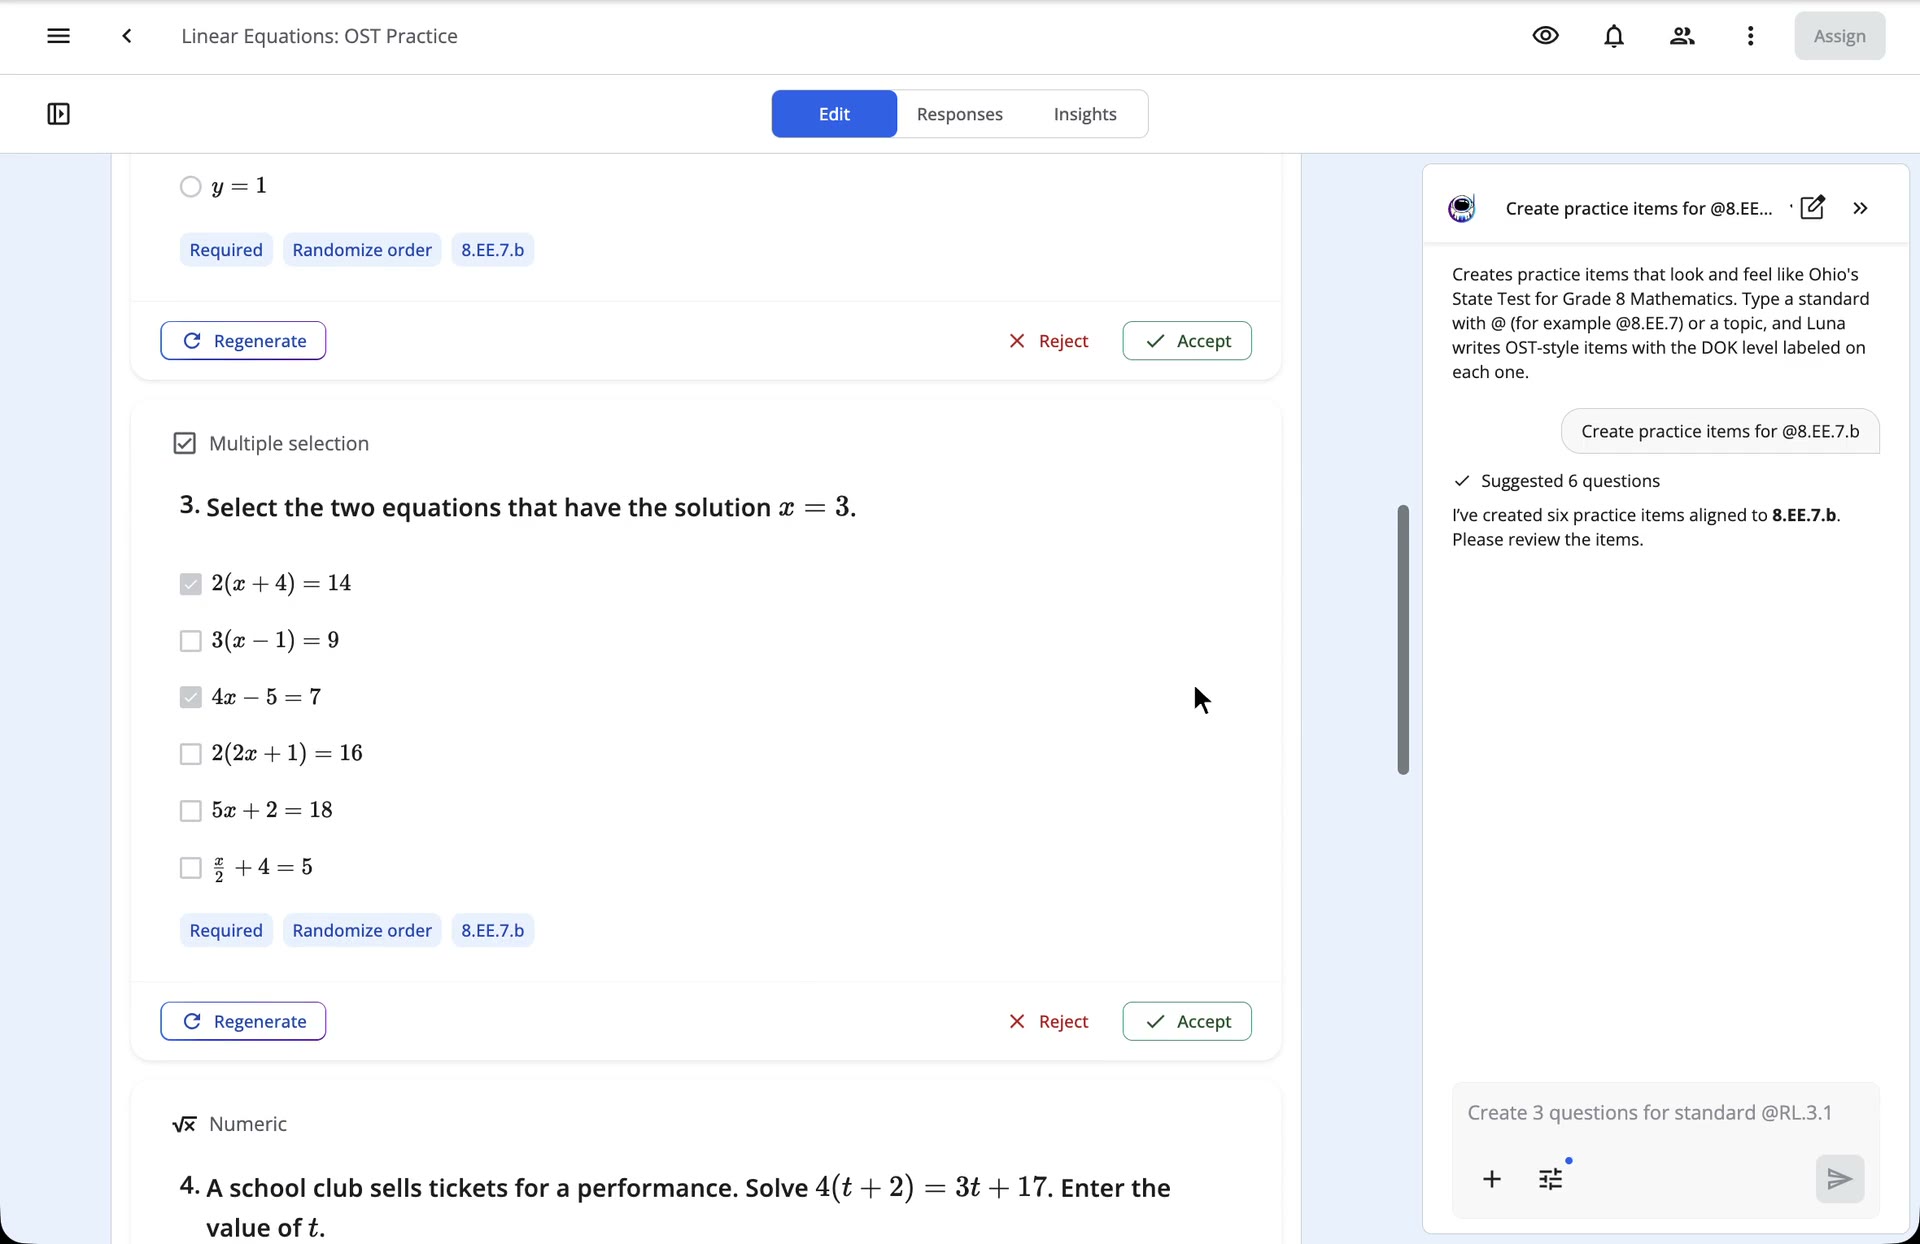 Linear Equations: OST Practice
Assign
Edit
Responses
Insights
y = 1
Required
Randomize order
8.EE.7.b
Regenerate
Reject
Accept
Multiple selection
3. Select the two equations that have the solution x = 3.
2(x + 4) = 14
3(x − 1) = 9
4x − 5 = 7
2(2x + 1) = 16
5x + 2 = 18
x/2 + 4 = 5
Required
Randomize order
8.EE.7.b
Regenerate
Reject
Accept
Numeric
4. A school club sells tickets for a performance. Solve 4(t + 2) = 3t + 17. Enter the
value of t.
Create practice items for @8.EE...
Creates practice items that look and feel like Ohio's
State Test for Grade 8 Mathematics. Type a standard
with @ (for example @8.EE.7) or a topic, and Luna
writes OST-style items with the DOK level labeled on
each one.
Create practice items for @8.EE.7.b
Suggested 6 questions
I've created six practice items aligned to 8.EE.7.b.
Please review the items.
Create 3 questions for standard @RL.3.1